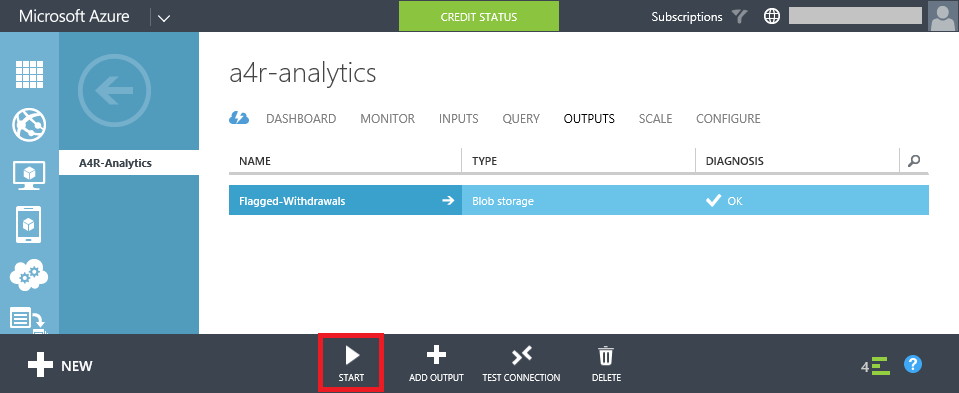 Microsoft Azure
CREDIT STATUS
Subscriptions
a4r-analytics
DASHBOARD MONITOR INPUTS QUERY OUTPUTS SCALE CONFIGURE
A4R-Analytics
NAME TYPE DIAGNOSIS
Flagged-Withdrawals Blob storage OK
NEW
START
ADD OUTPUT
TEST CONNECTION
DELETE
4
?